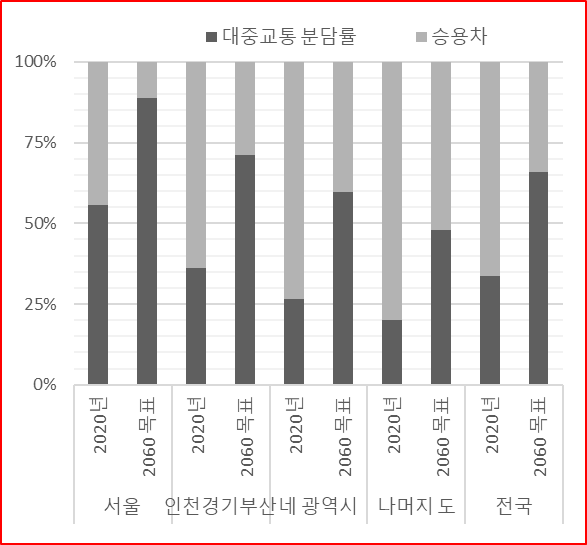 대중교통 분담률 승용차
100%
75%
50%
25%
0%
2020년 2060 목표 2020년 2060 목표 2020년 2060 목표 2020년 2060 목표 2020년 2060 목표
서울 인천경기부산 네 광역시 나머지 도 전국